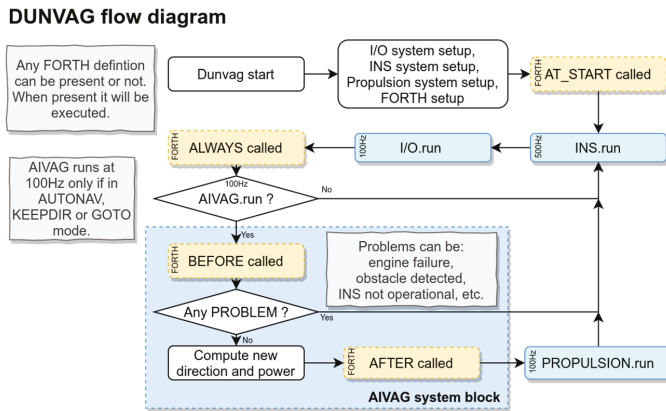 DUNVAG flow diagram
Any FORTH defintion
can be present or not.
When present it will be
executed.
Dunvag start
I/O system setup,
INS system setup,
Propulsion system setup,
FORTH setup
FORTH
AT_START called
AIVAG runs at
100Hz only if in
AUTONAV,
KEEPDIR or GOTO
mode.
FORTH
ALWAYS called
100Hz
I/O.run
500Hz
INS.run
100Hz
AIVAG.run ?
No
Yes
FORTH
BEFORE called
Problems can be:
engine failure,
obstacle detected,
INS not operational, etc.
Any PROBLEM ?
Yes
No
Compute new
direction and power
FORTH
AFTER called
100Hz
PROPULSION.run
AIVAG system block